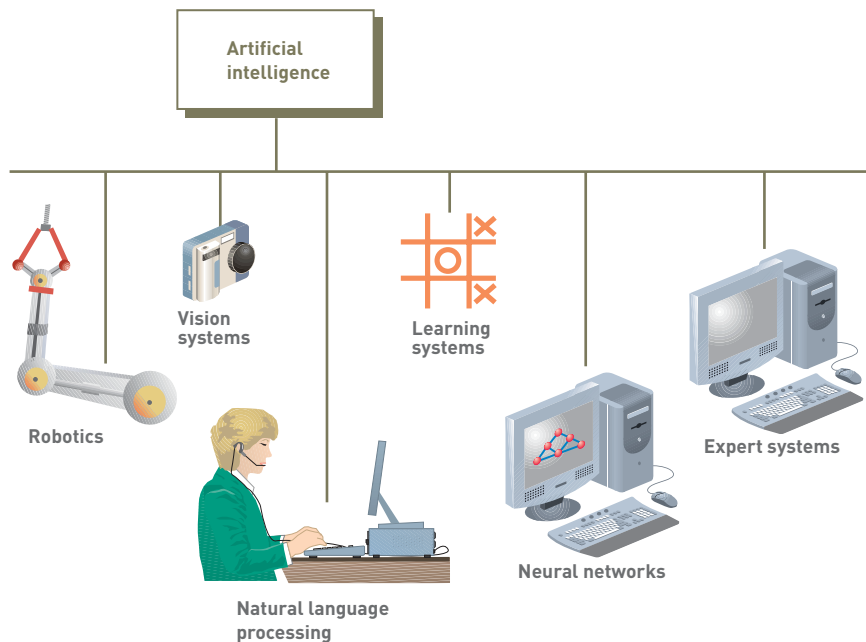 Artificial
intelligence
Vision
systems
Learning
systems
Robotics
Expert systems
Neural networks
Natural language
processing